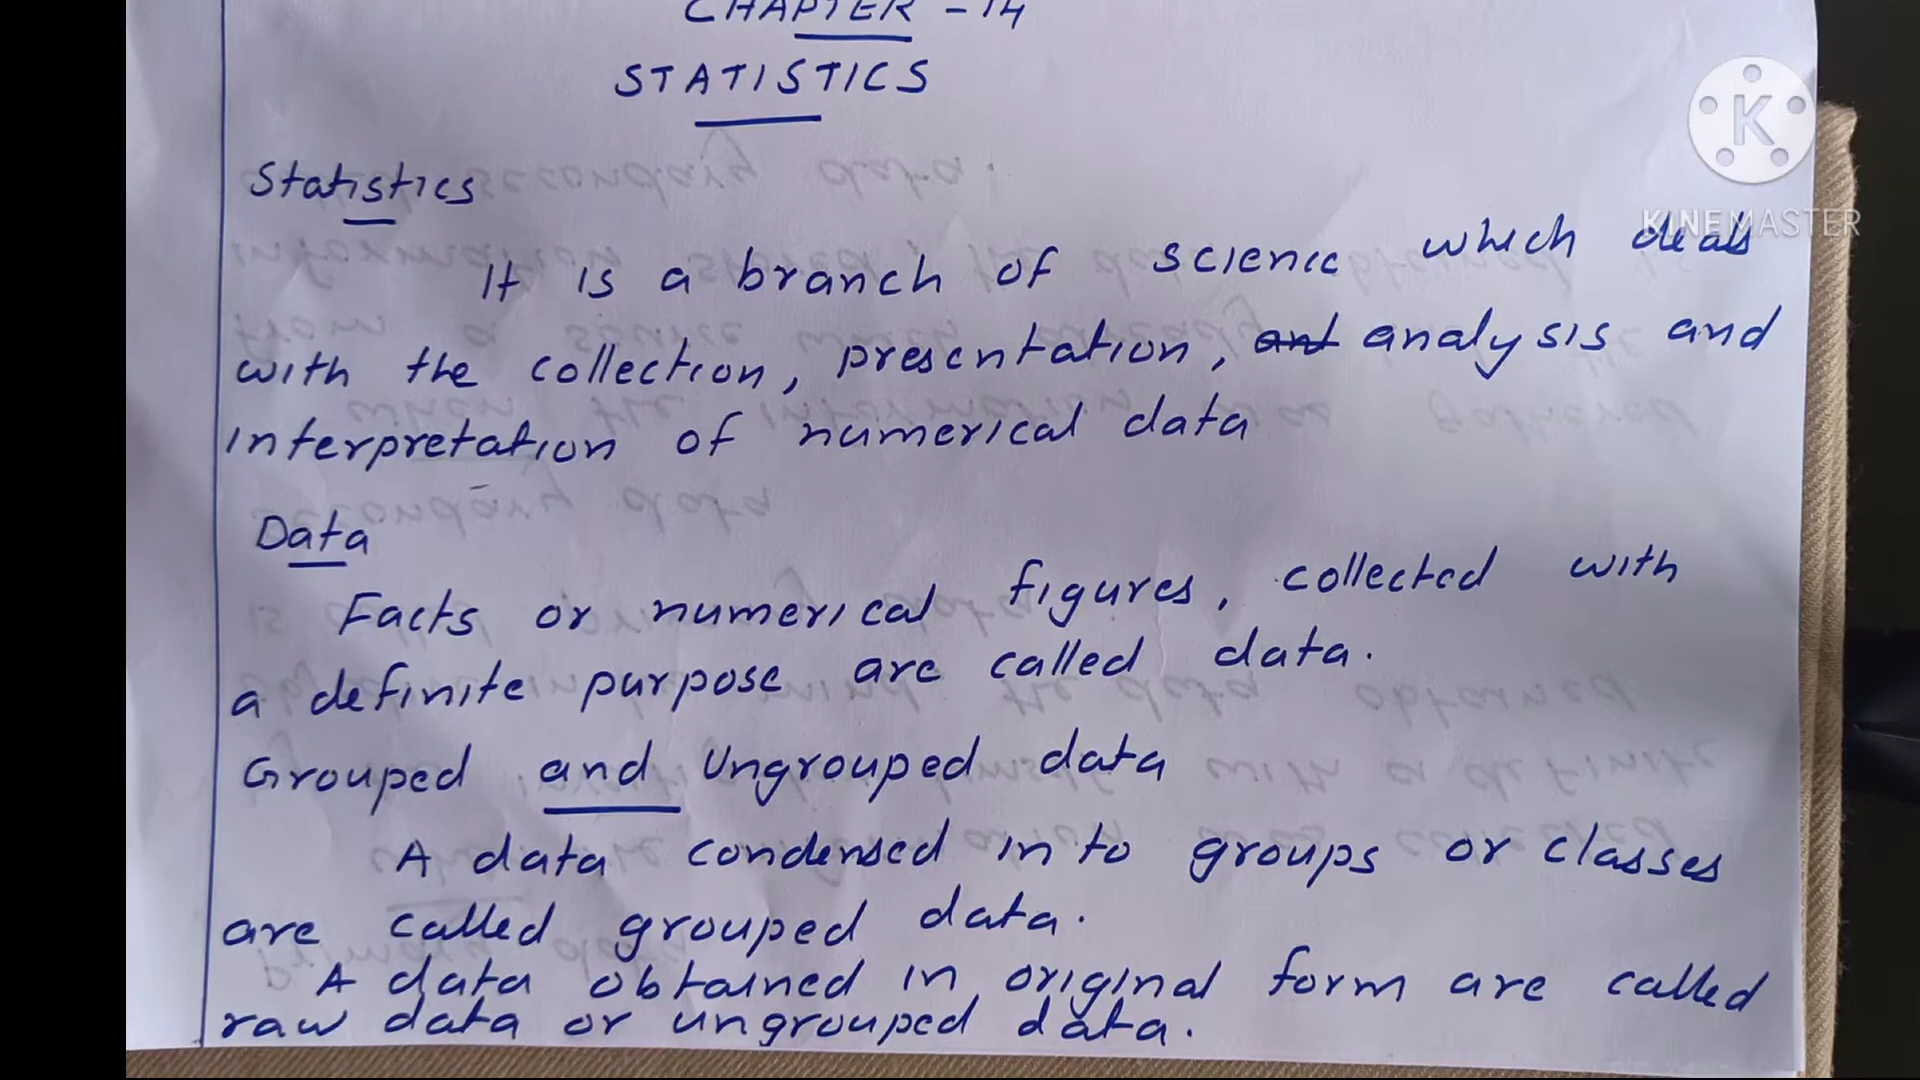 CHAPTER - 14
STATISTICS
Statistics
It is a branch of science which deals
with the collection, presentation, ant analysis and
interpretation of numerical data
Data
Facts or numerical figures, collected with
a definite purpose are called data.
Grouped and Ungrouped data
A data condensed in to groups or classes
are called grouped data.
A data obtained in original form are called
raw data or ungrouped data.
K
KINEMASTER